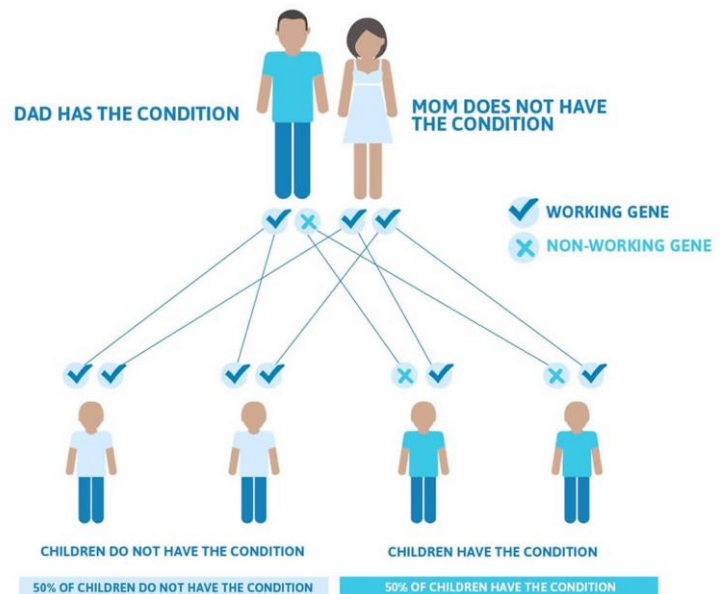 DAD HAS THE CONDITION
MOM DOES NOT HAVE
THE CONDITION
WORKING GENE
NON-WORKING GENE
CHILDREN DO NOT HAVE THE CONDITION
CHILDREN HAVE THE CONDITION
50% OF CHILDREN DO NOT HAVE THE CONDITION
50% OF CHILDREN HAVE THE CONDITION